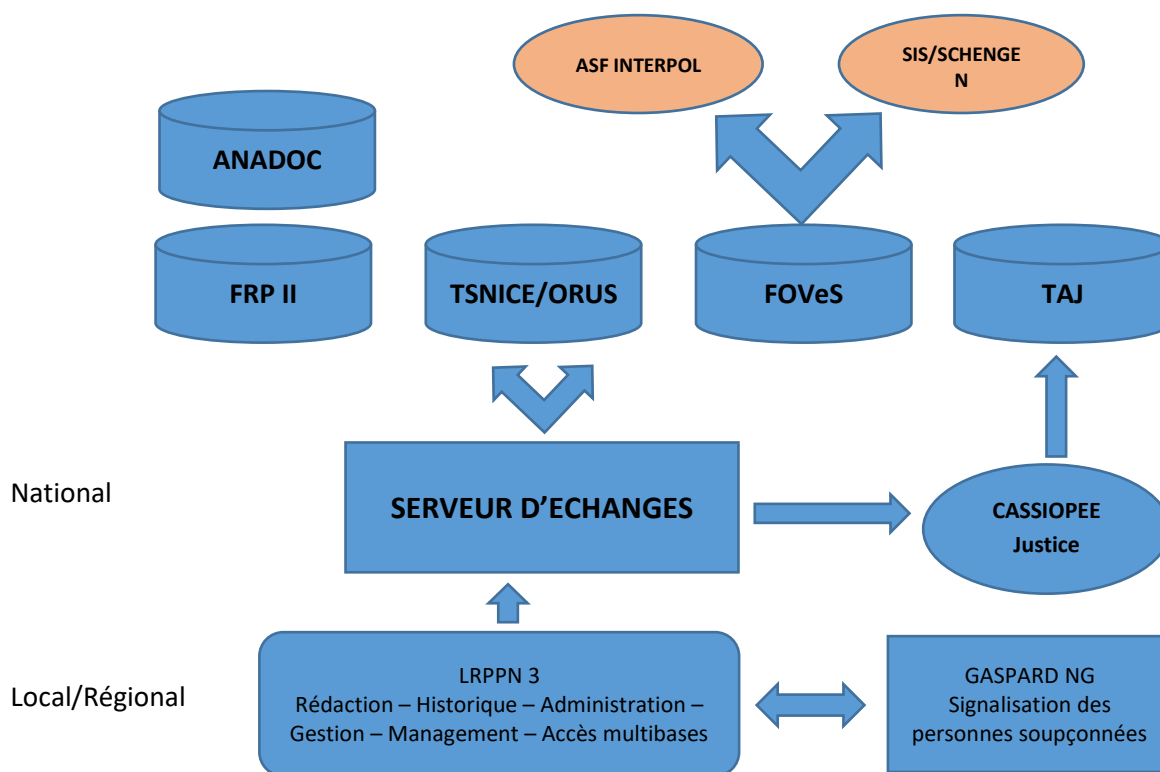 ASF INTERPOL
SIS/SCHENGE
N
ANADOC
FRP II
TSNICE/ORUS
FOVeS
TAJ
National
SERVEUR D’ECHANGES
CASSIOPEE
Justice
Local/Régional
LRPPN 3
Rédaction – Historique – Administration –
Gestion – Management – Accès multibases
GASPARD NG
Signalisation des
personnes soupçonnées